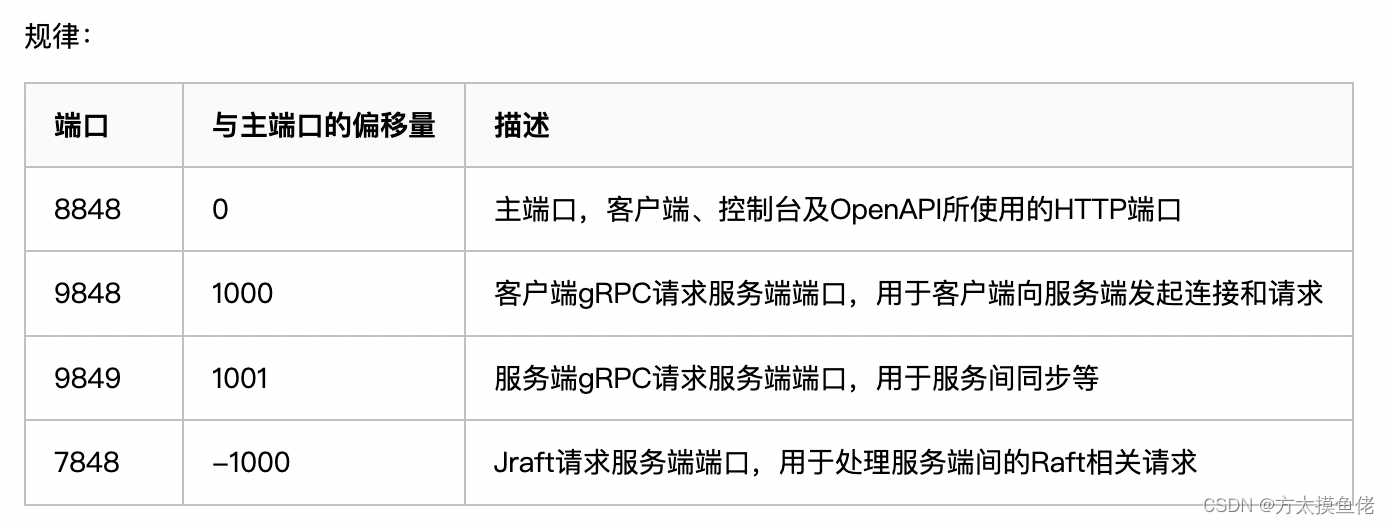 规律：
端口 与主端口的偏移量 描述
8848 0 主端口，客户端、控制台及OpenAPI所使用的HTTP端口
9848 1000 客户端gRPC请求服务端端口，用于客户端向服务端发起连接和请求
9849 1001 服务端gRPC请求服务端端口，用于服务间同步等
7848 –1000 Jraft请求服务端端口，用于处理服务端间的Raft相关请求
CSDN @方太摸鱼佬